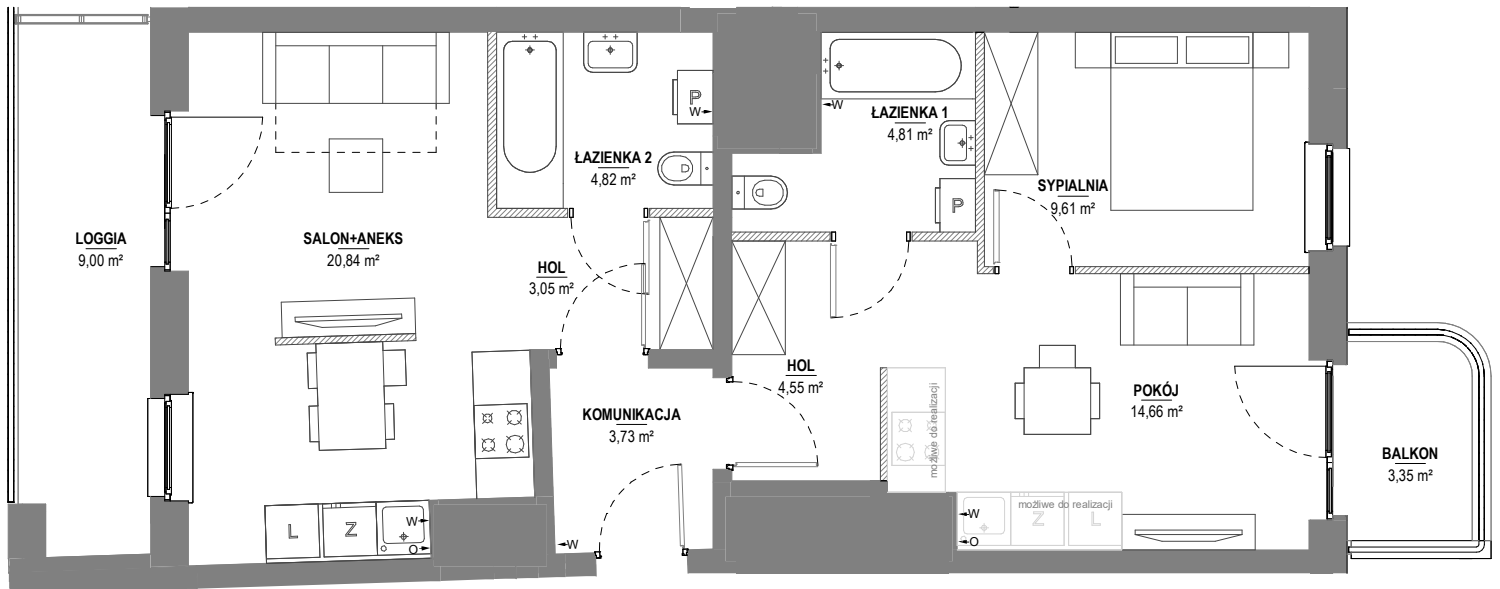 LOGGIA
9,00 m²
SALON+ANEKS
20,84 m²
ŁAZIENKA 2
4,82 m²
P
W
HOL
3,05 m²
KOMUNIKACJA
3,73 m²
L
Z
W
O
W
W
ŁAZIENKA 1
4,81 m²
P
SYPIALNIA
9,61 m²
HOL
4,55 m²
możliwe do realizacji
POKÓJ
14,66 m²
możliwe do realizacji
W
Z
L
O
BALKON
3,35 m²